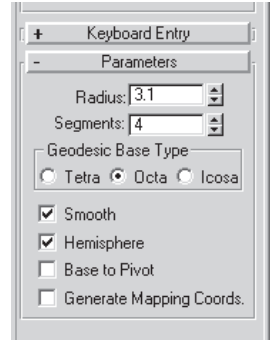 + Keyboard Entry
- Parameters
Radius: 3.1
Segments: 4
Geodesic Base Type
Tetra Octa Icosa
Smooth
Hemisphere
Base to Pivot
Generate Mapping Coords.